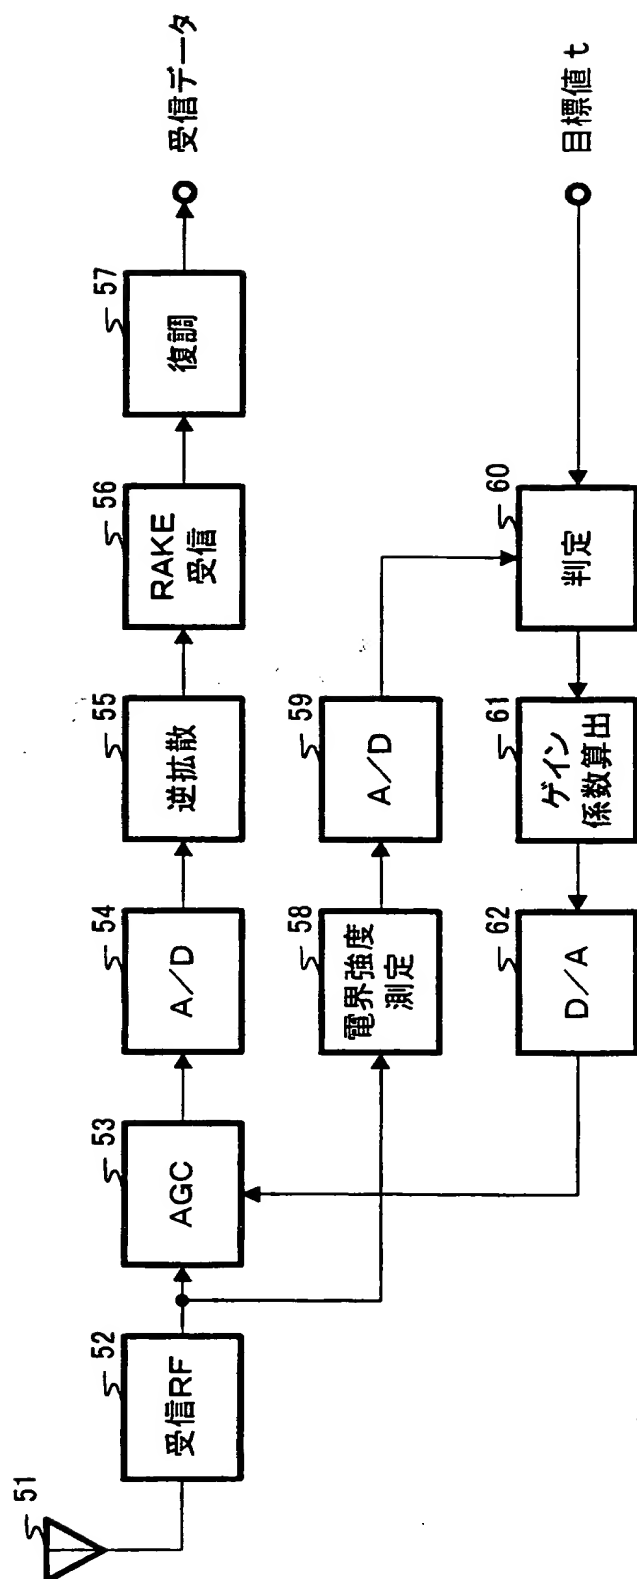 51
52
受信RF
53
AGC
54
A/D
55
逆拡散
56
RAKE
受信
57
復調
受信データ
58
電界強度
測定
59
A/D
60
判定
目標値 t
61
ゲイン
係数算出
62
D/A